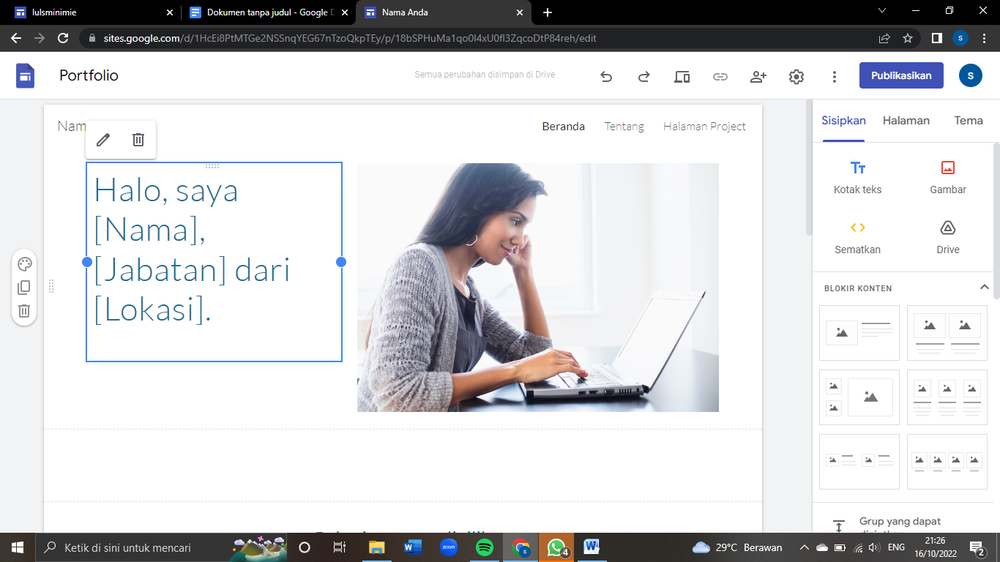 lulsminimie
Dokumen tanpa judul - Google D
Nama Anda
sites.google.com/d/1HcEi8PtMTGe2NSSnqYEG67nTzoQkpTEy/p/18bSPHuMa1qo0I4xU0fl3ZqcoDtP84reh/edit
S
Portfolio
Semua perubahan disimpan di Drive
Publikasikan
S
Nam
Beranda
Tentang
Halaman Project
Sisipkan
Halaman
Tema
Halo, saya
[Nama],
[Jabatan] dari
[Lokasi].
Kotak teks
Gambar
Sematkan
Drive
BLOKIR KONTEN
Grup yang dapat
Ketik di sini untuk mencari
zoom
4
29°C Berawan
ENG
21:26
16/10/2022
2